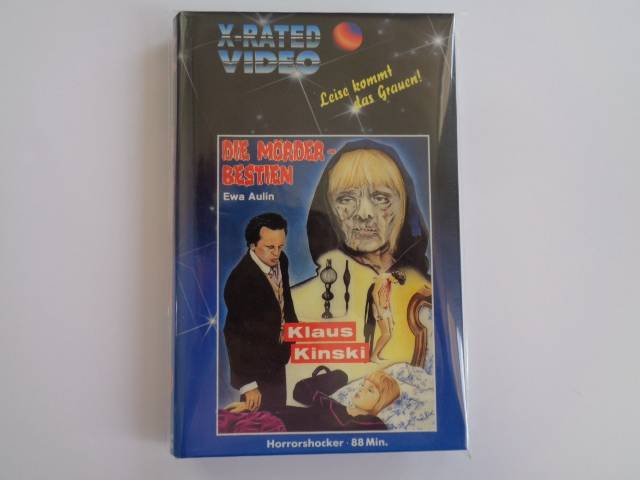 X-RATED
VIDEO
Leise kommt
das Grauen!
DIE MÖRDER-
BESTIEN
Ewa Aulin
Klaus
Kinski
Horrorshocker · 88 Min.